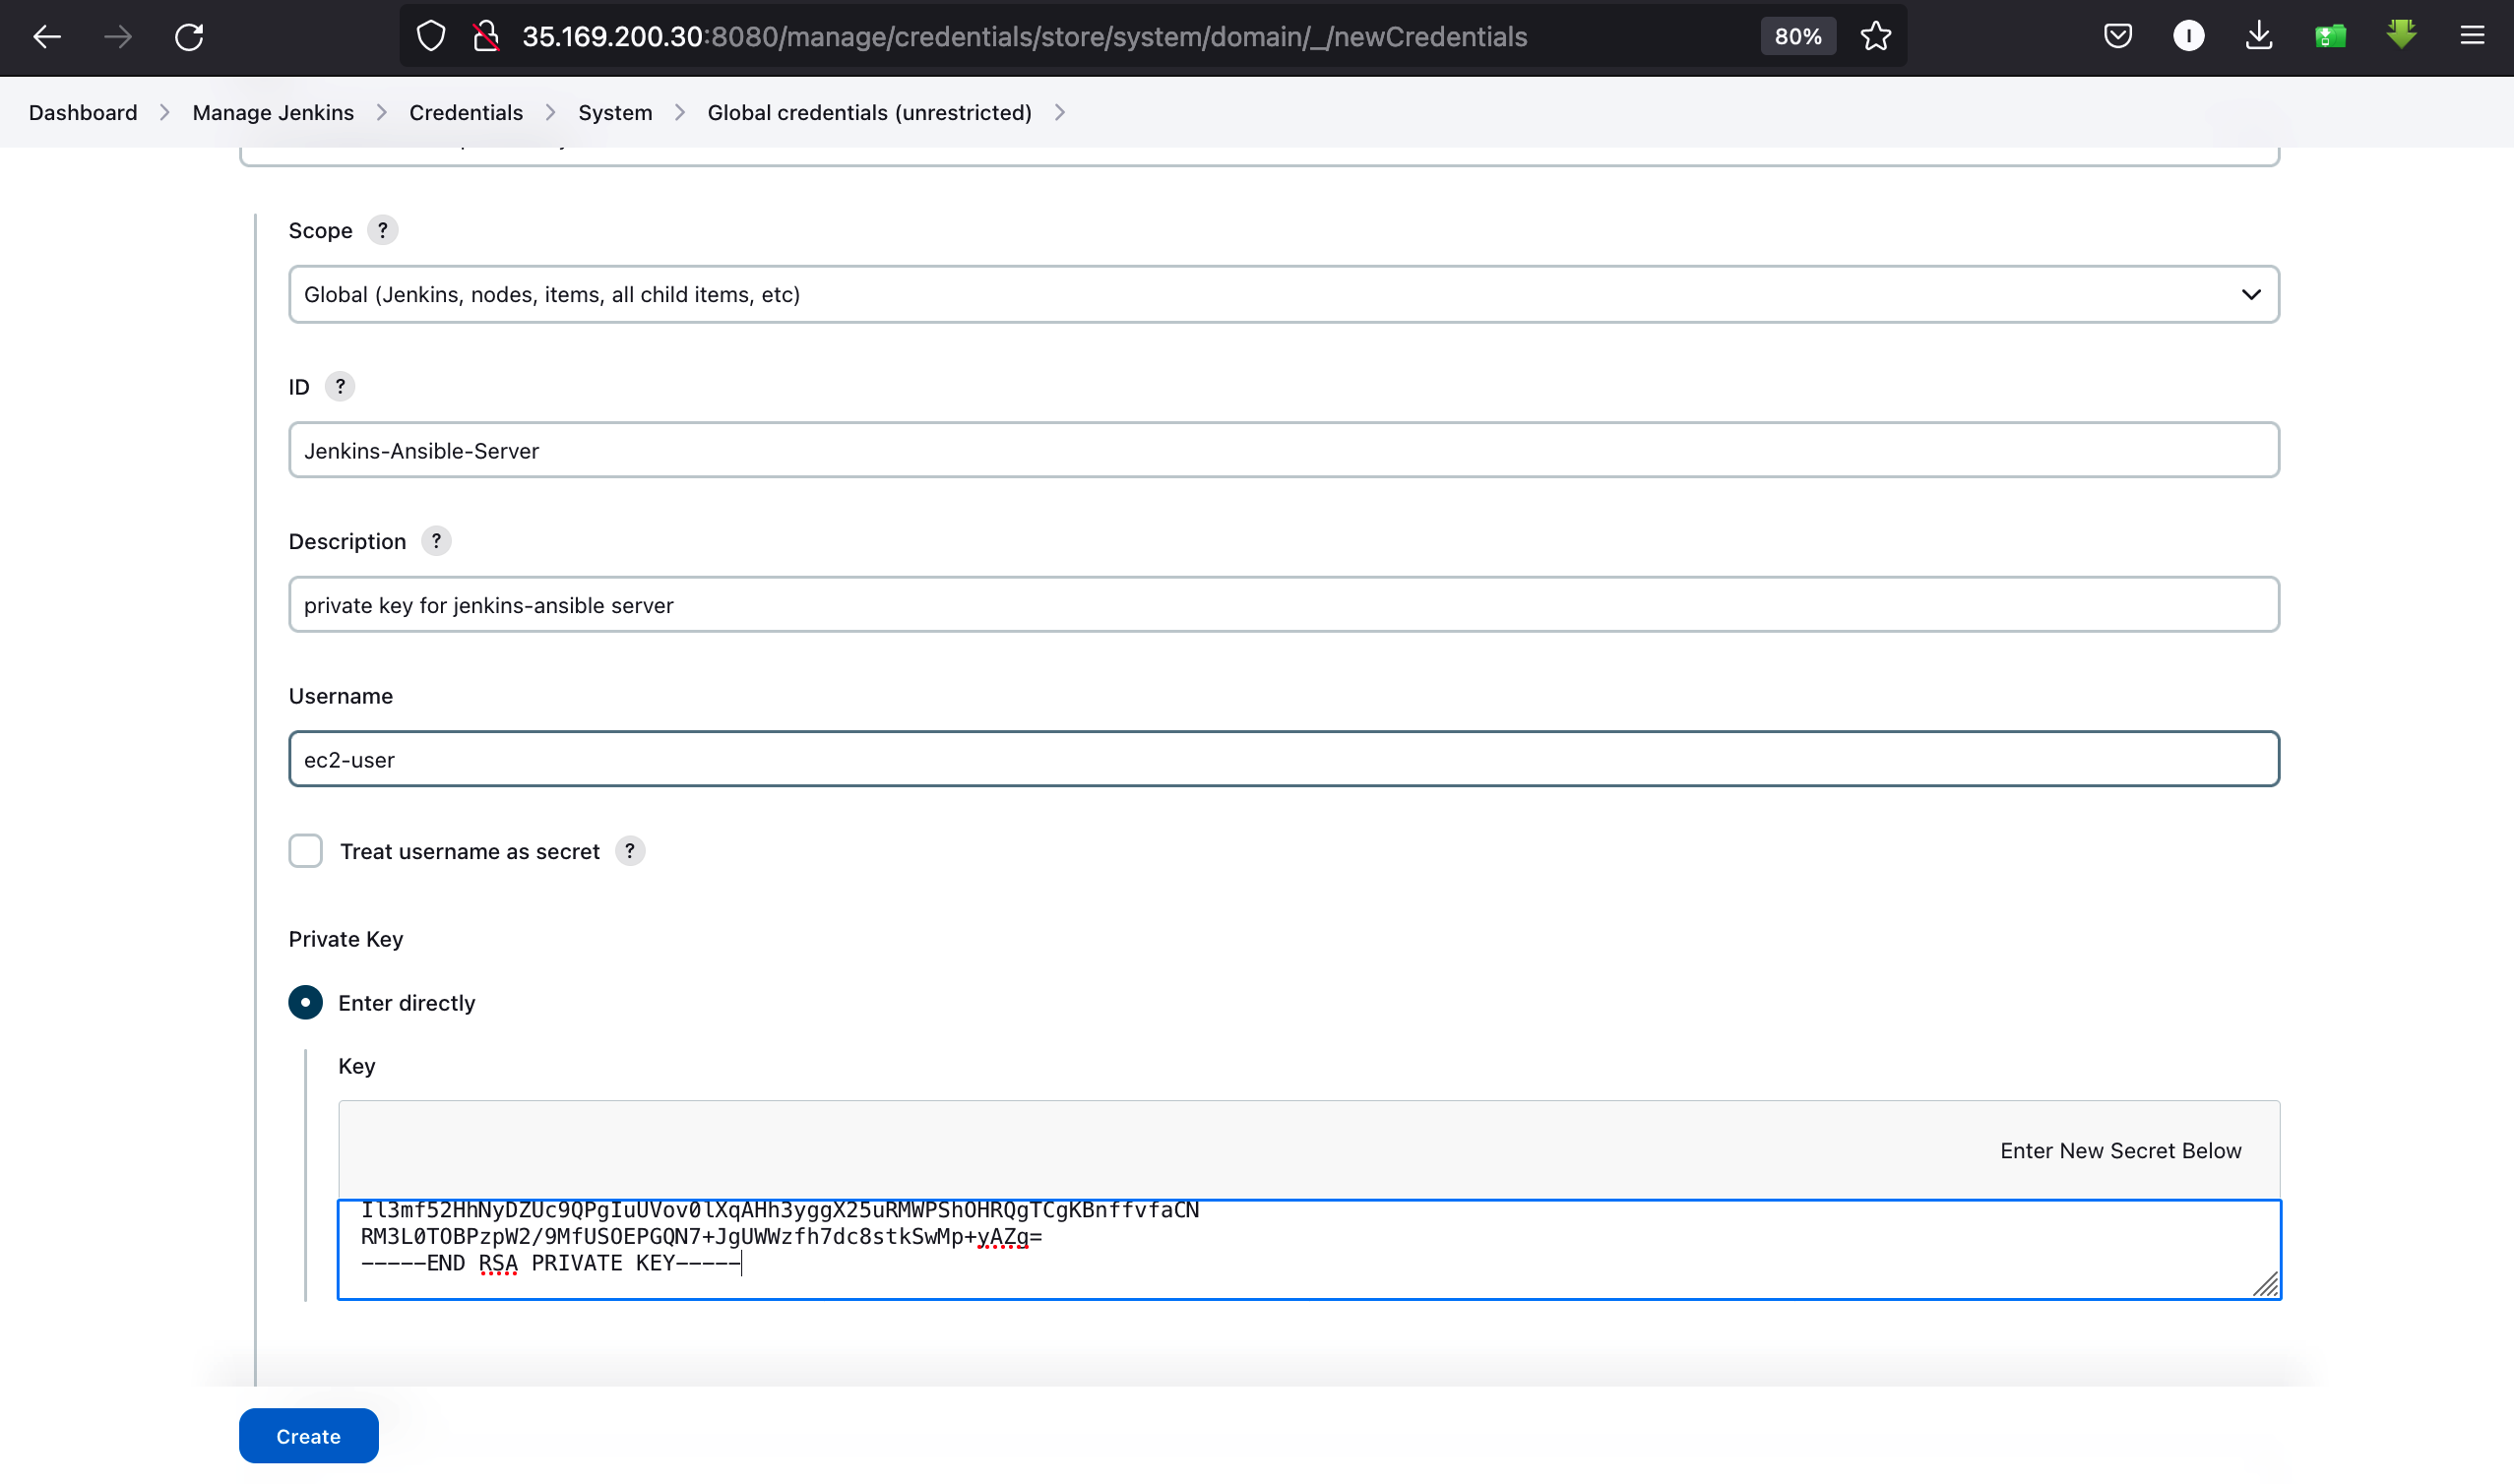 35.169.200.30:8080/manage/credentials/store/system/domain/_/newCredentials
80%
I
Dashboard > Manage Jenkins > Credentials > System > Global credentials (unrestricted) >
Scope ?
Global (Jenkins, nodes, items, all child items, etc)
ID ?
Jenkins-Ansible-Server
Description ?
private key for jenkins-ansible server
Username
ec2-user
Treat username as secret ?
Private Key
Enter directly
Key
Enter New Secret Below
Il3mf52HhNyDZUc9QPgIuUVov0lXqAHh3yggX25uRMWPShOHRQgTCgKBnffvfaCN
RM3L0TOBPzpW2/9MfUSOEPGQN7+JgUWWzfh7dc8stkSwMp+yAZg=
-----END RSA PRIVATE KEY-----
Create